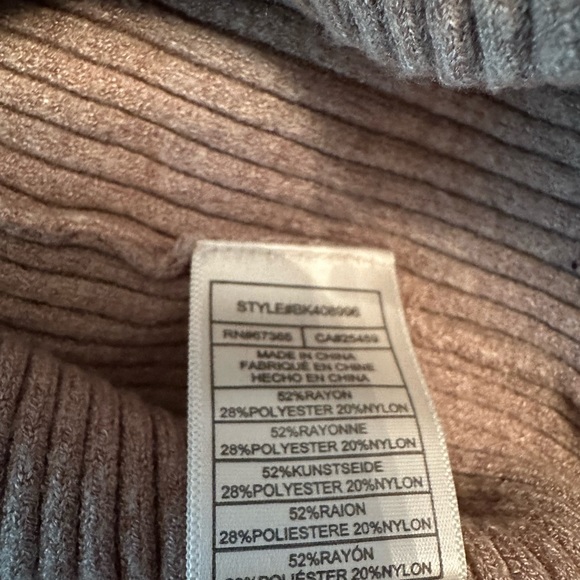 STYLE#BK408996
RN#67365 CA#25489
MADE IN CHINA
FABRIQUÉ EN CHINE
HECHO EN CHINA
52%RAYON
28%POLYESTER 20%NYLON
52%RAYONNE
28%POLYESTER 20%NYLON
52%KUNSTSEIDE
28%POLYESTER 20%NYLON
52%RAION
28%POLIESTERE 20%NYLON
52%RAYÓN
28%POLIÉSTER 20%NYLON